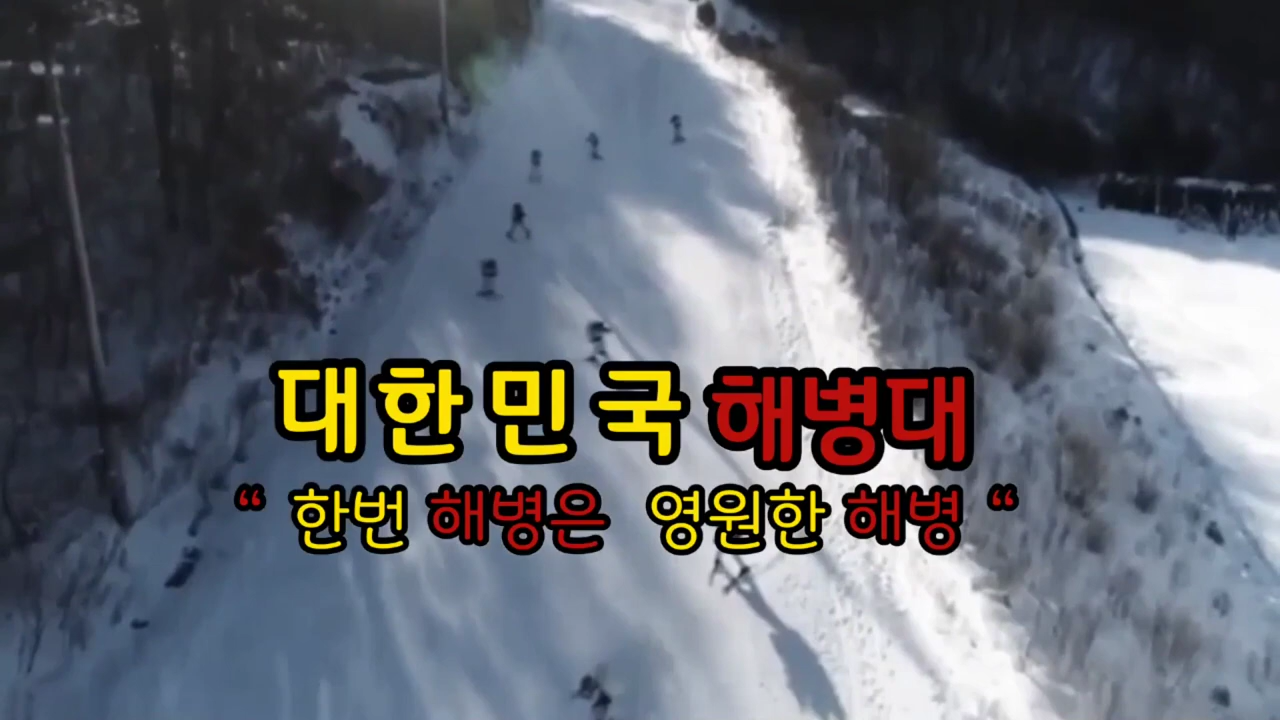 대한민국 해병대
“ 한번 해병은 영원한 해병 “